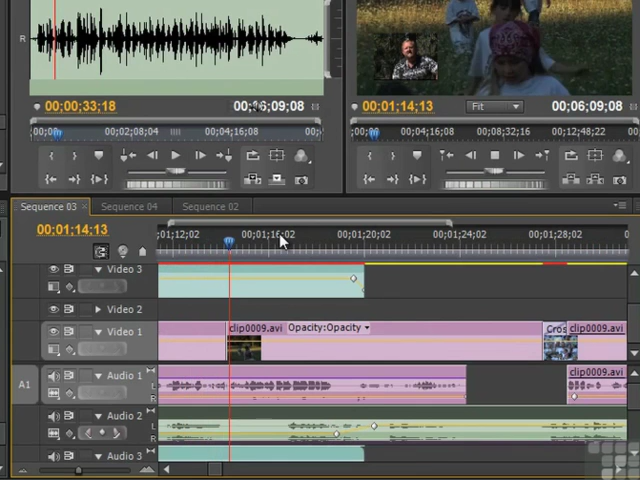 R
00;00;33;18
00;06;09;08
00;02;08;04
00;04;16;08
00;01;14;13
Fit
00;06;09;08
00;04;16;08
00;08;32;16
00;12;48;22
Sequence 03
Sequence 04
Sequence 02
00;01;14;13
;01;12;02
00;01;16;02
00;01;20;02
00;01;24;02
00;01;28;02
Video 3
Video 2
Video 1
clip0009.avi Opacity:Opacity
Cros
clip0009.avi
A1
Audio 1
L
R
clip0009.avi
Audio 2
L
R
Audio 3